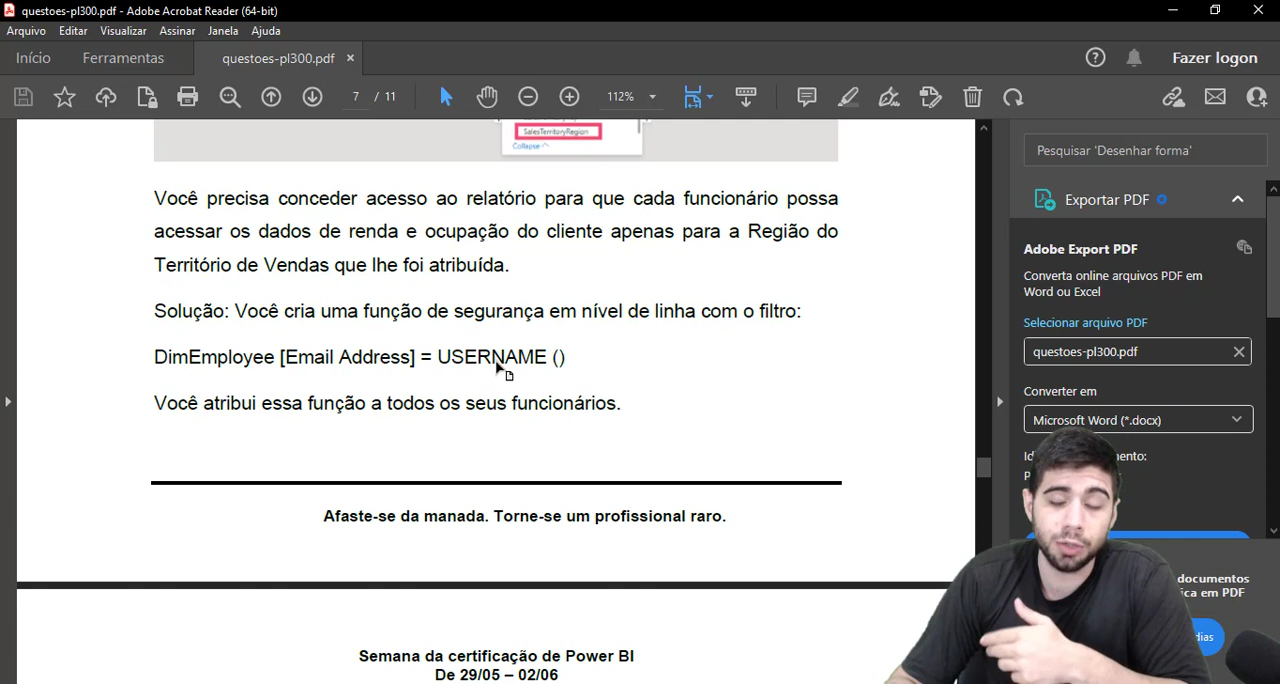 questoes-pl300.pdf - Adobe Acrobat Reader (64-bit)
Arquivo Editar Visualizar Assinar Janela Ajuda
Início Ferramentas questoes-pl300.pdf × Fazer logon
7 / 11 112%
SalesTerritoryRegion
Collapse
Pesquisar 'Desenhar forma'
Você precisa conceder acesso ao relatório para que cada funcionário possa
acessar os dados de renda e ocupação do cliente apenas para a Região do
Território de Vendas que lhe foi atribuída.
Solução: Você cria uma função de segurança em nível de linha com o filtro:
DimEmployee [Email Address] = USERNAME ()
Você atribui essa função a todos os seus funcionários.
Afaste-se da manada. Torne-se um profissional raro.
Semana da certificação de Power BI
De 29/05 – 02/06
Exportar PDF
Adobe Export PDF
Converta online arquivos PDF em
Word ou Excel
Selecionar arquivo PDF
questoes-pl300.pdf
Converter em
Microsoft Word (*.docx)